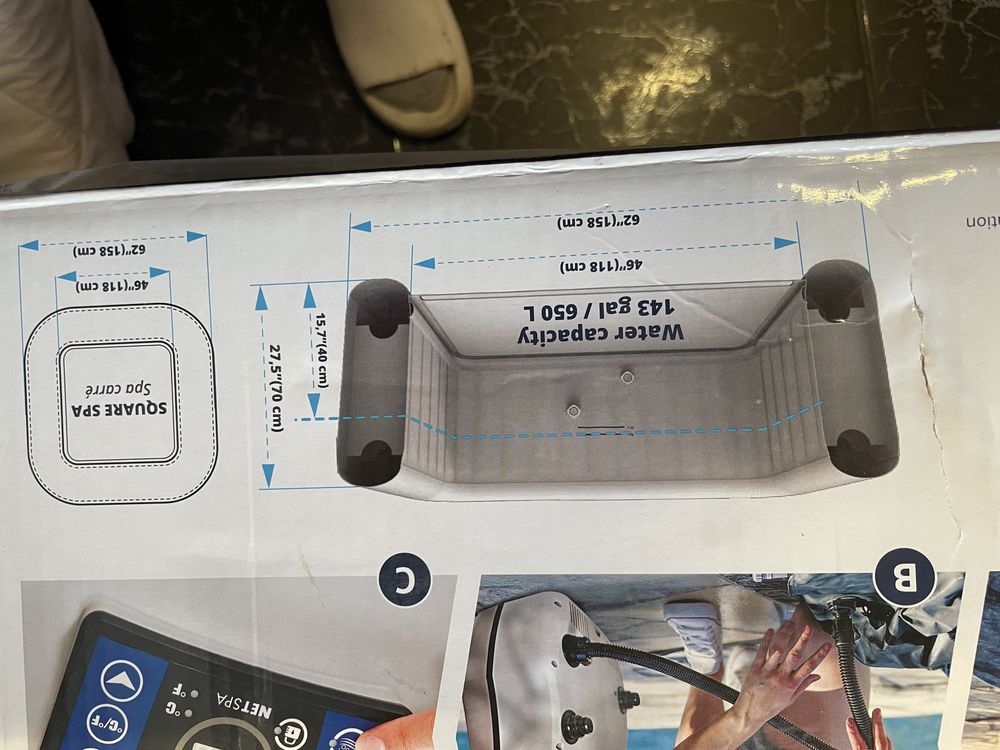 B
C
°C/°F
NETSPA
°C
°F
Water capacity
143 gal / 650 L
46"(118 cm)
62"(158 cm)
15.7"(40 cm)
27,5"(70 cm)
SQUARE SPA
Spa carré
46"(118 cm)
62"(158 cm)